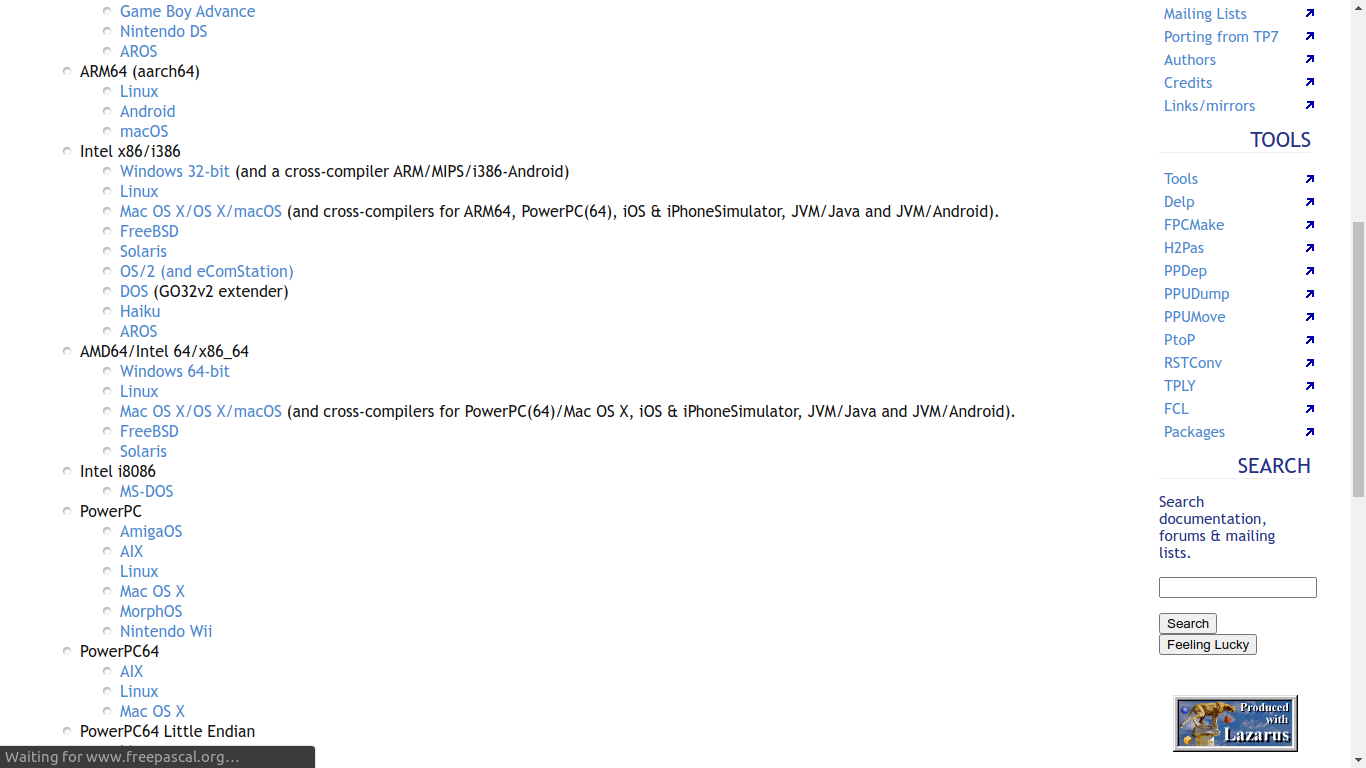 Game Boy Advance
Nintendo DS
AROS
ARM64 (aarch64)
Linux
Android
macOS
Intel x86/i386
Windows 32-bit (and a cross-compiler ARM/MIPS/i386-Android)
Linux
Mac OS X/OS X/macOS (and cross-compilers for ARM64, PowerPC(64), iOS & iPhoneSimulator, JVM/Java and JVM/Android).
FreeBSD
Solaris
OS/2 (and eComStation)
DOS (GO32v2 extender)
Haiku
AROS
AMD64/Intel 64/x86_64
Windows 64-bit
Linux
Mac OS X/OS X/macOS (and cross-compilers for PowerPC(64)/Mac OS X, iOS & iPhoneSimulator, JVM/Java and JVM/Android).
FreeBSD
Solaris
Intel i8086
MS-DOS
PowerPC
AmigaOS
AIX
Linux
Mac OS X
MorphOS
Nintendo Wii
PowerPC64
AIX
Linux
Mac OS X
PowerPC64 Little Endian
Waiting for www.freepascal.org...
Mailing Lists
Porting from TP7
Authors
Credits
Links/mirrors
TOOLS
Tools
Delp
FPCMake
H2Pas
PPDep
PPUDump
PPUMove
PtoP
RSTConv
TPLY
FCL
Packages
SEARCH
Search
documentation,
forums & mailing
lists.
Search
Feeling Lucky
Produced
with
Lazarus